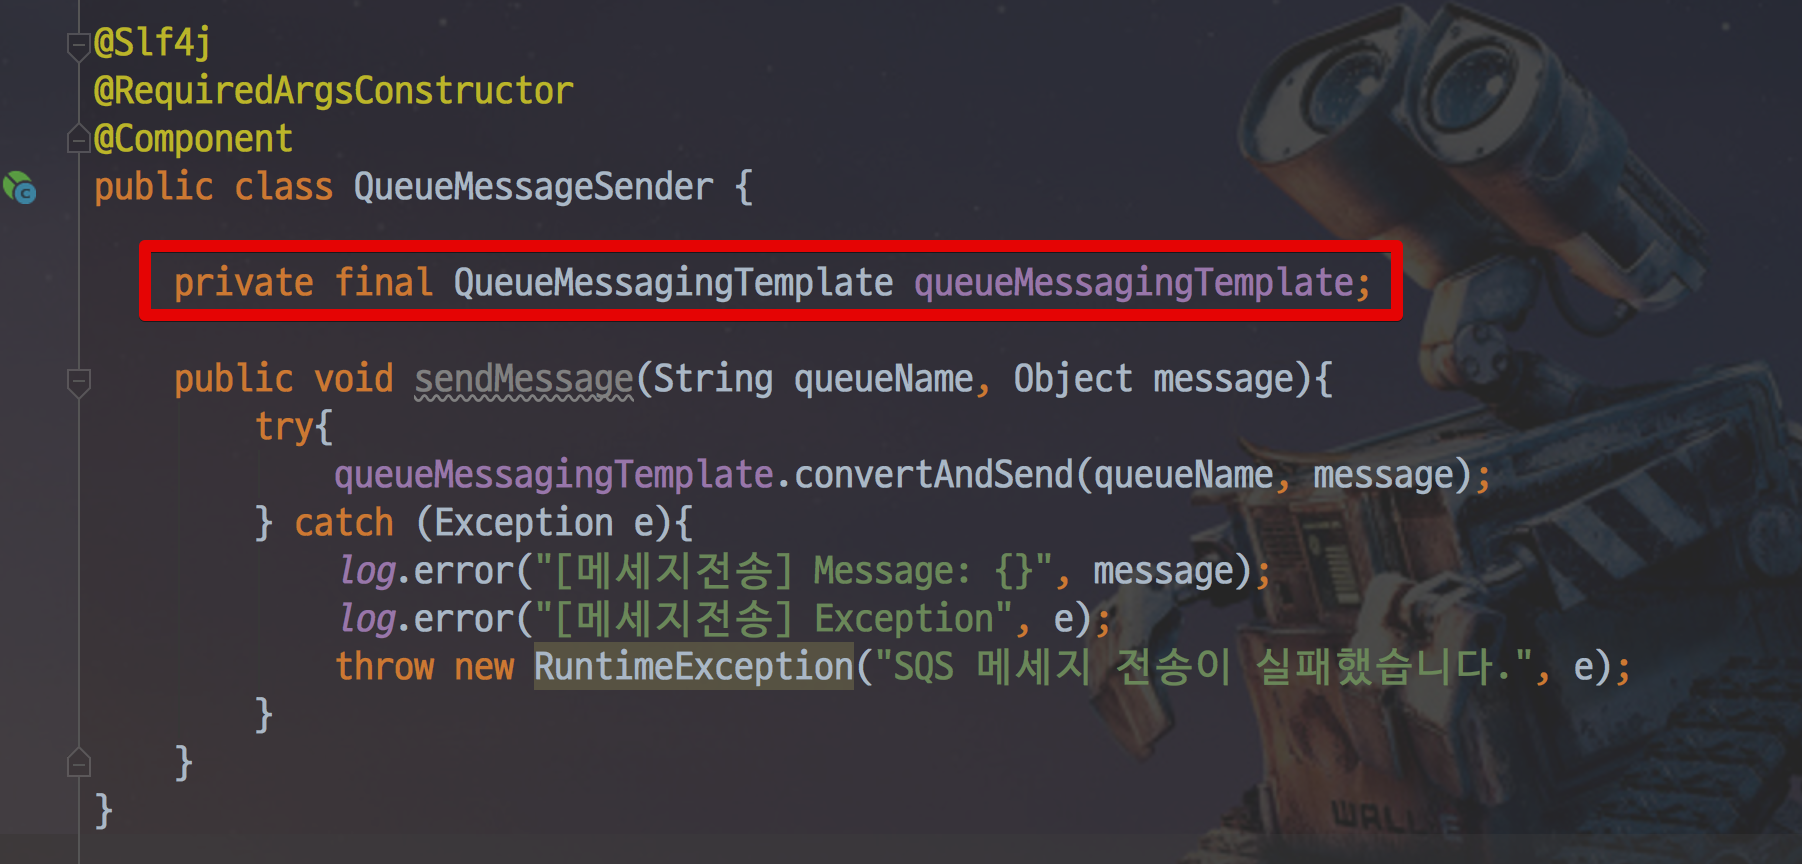 @Slf4j
@RequiredArgsConstructor
@Component
public class QueueMessageSender {
private final QueueMessagingTemplate queueMessagingTemplate;
public void sendMessage(String queueName, Object message){
try{
queueMessagingTemplate.convertAndSend(queueName, message);
} catch (Exception e){
log.error("[메세지전송] Message: {}", message);
log.error("[메세지전송] Exception", e);
throw new RuntimeException("SQS 메세지 전송이 실패했습니다.", e);
}
}
}
WALL·E